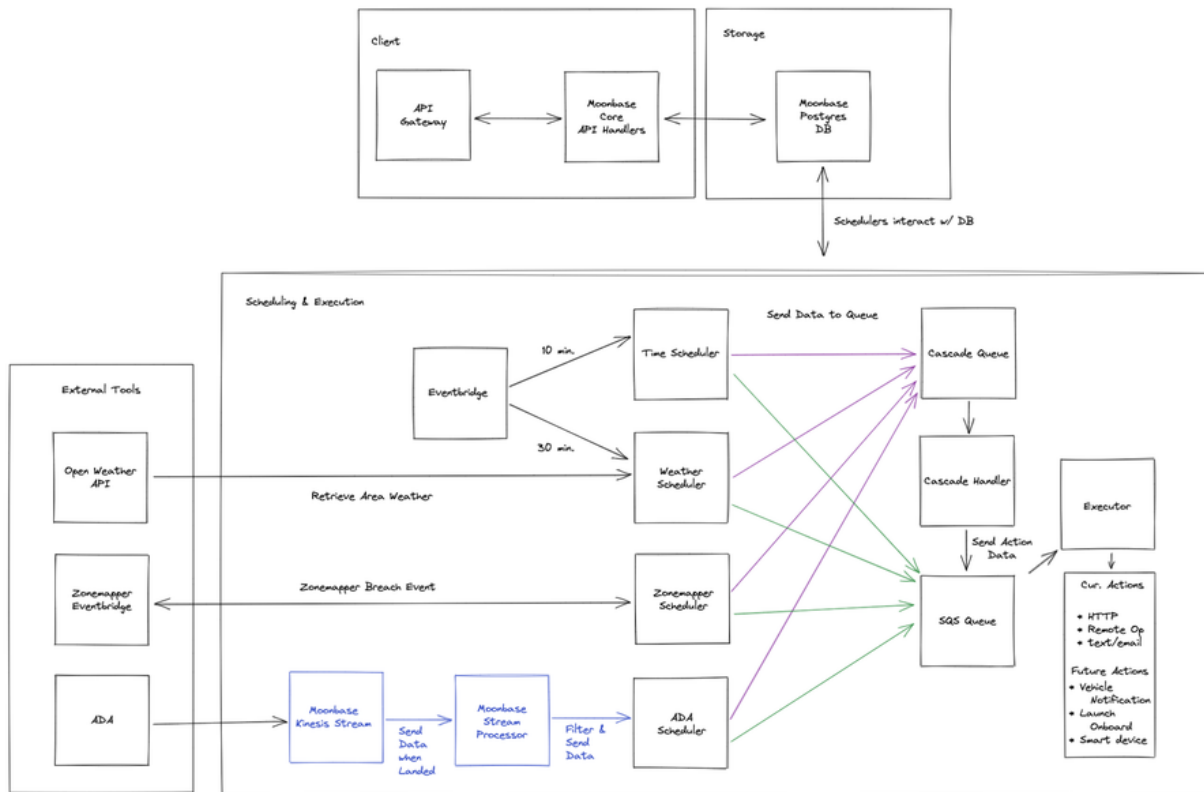 Client
API
Gateway
Moonbase
Core
API Handlers
Storage
Moonbase
Postgres
DB
Schedulers interact w/ DB
Scheduling & Execution
Send Data to Queue
Eventbridge
10 min.
30 min.
Time Scheduler
Cascade Queue
External Tools
Open Weather
API
Retrieve Area Weather
Weather
Scheduler
Cascade Handler
Send Action
Data
Executor
Zonemapper
Eventbridge
Zonemapper Breach Event
Zonemapper
Scheduler
SQS Queue
Cur. Actions
* HTTP
* Remote Op
* text/email
Future Actions
* Vehicle
Notification
* Launch
Onboard
* Smart device
ADA
Moonbase
Kinesis Stream
Send
Data
when
Landed
Moonbase
Stream
Processor
Filter &
Send
Data
ADA
Scheduler